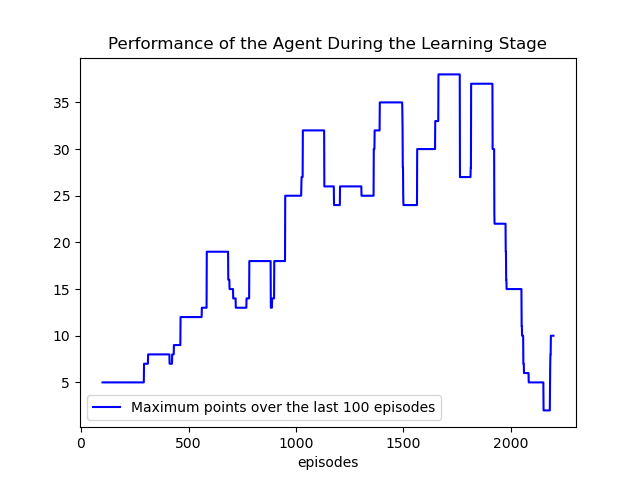 Performance of the Agent During the Learning Stage
35
30
25
20
15
10
5
Maximum points over the last 100 episodes
0 500 1000 1500 2000
episodes